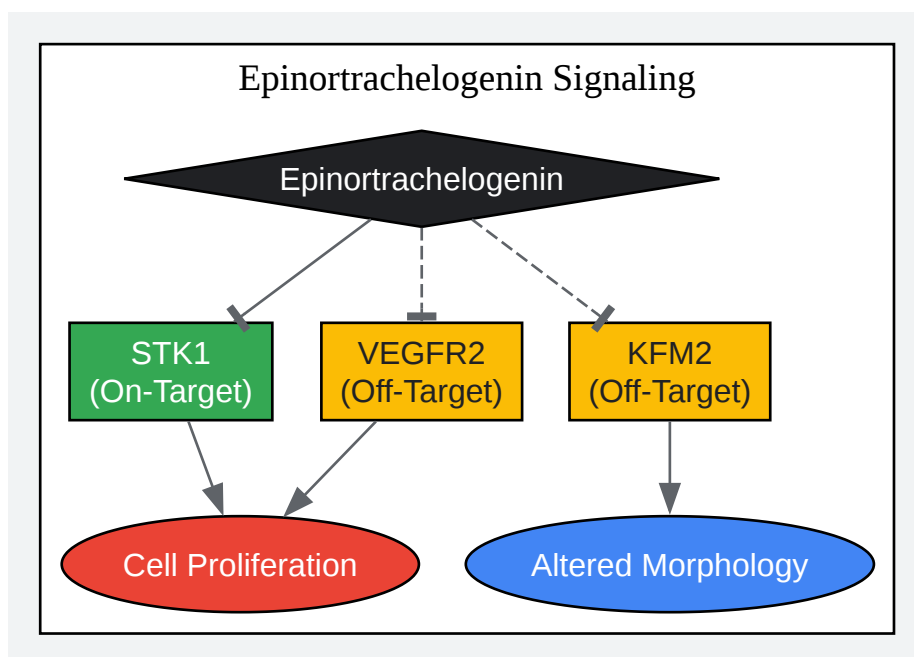 Epinortrachelogenin Signaling
Epinortrachelogenin
STK1
(On-Target)
VEGFR2
(Off-Target)
KFM2
(Off-Target)
Cell Proliferation
Altered Morphology